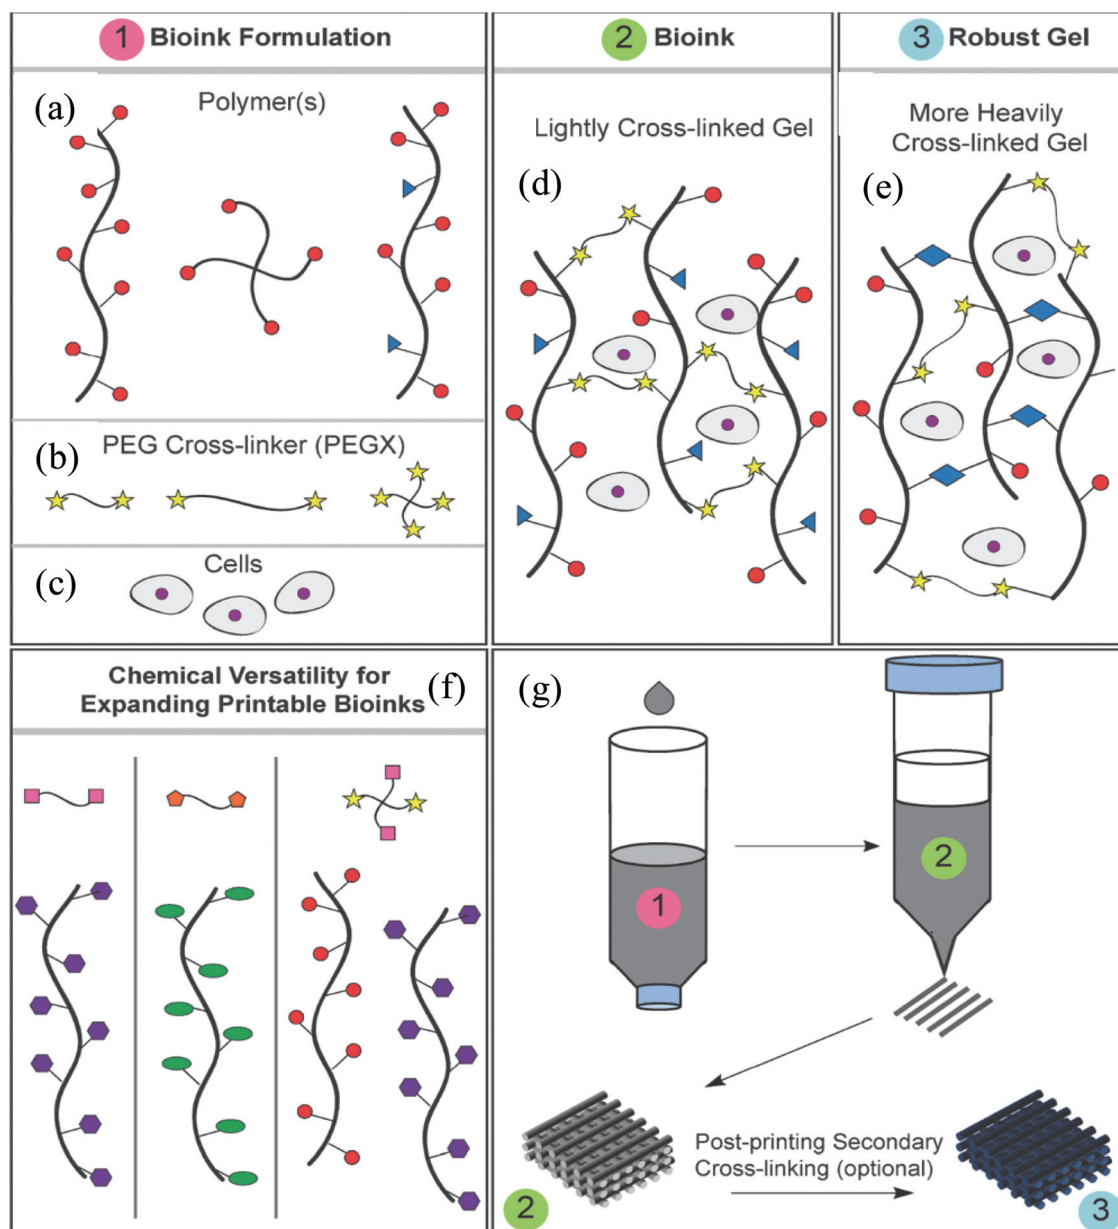 1 Bioink Formulation
(a)
Polymer(s)
(b)
PEG Cross-linker (PEGX)
(c)
Cells
2 Bioink
Lightly Cross-linked Gel
(d)
3 Robust Gel
More Heavily
Cross-linked Gel
(e)
Chemical Versatility for
Expanding Printable Bioinks
(f)
(g)
1
2
2
Post-printing Secondary
Cross-linking (optional)
3